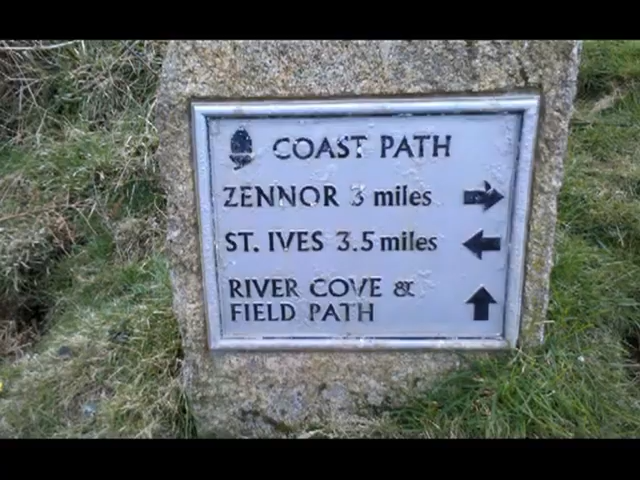 COAST PATH
ZENNOR 3 miles
ST. IVES 3.5 miles
RIVER COVE &
FIELD PATH